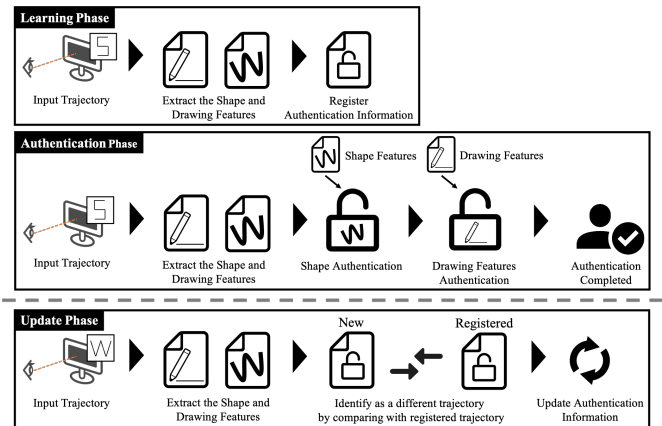 Learning Phase
S
Input Trajectory
Extract the Shape and
Drawing Features
Register
Authentication Information
Authentication Phase
Shape Features
Drawing Features
S
Input Trajectory
Extract the Shape and
Drawing Features
Shape Authentication
Drawing Features
Authentication
Authentication
Completed
Update Phase
New
Registered
W
Input Trajectory
Extract the Shape and
Drawing Features
Identify as a different trajectory
by comparing with registered trajectory
Update Authentication
Information